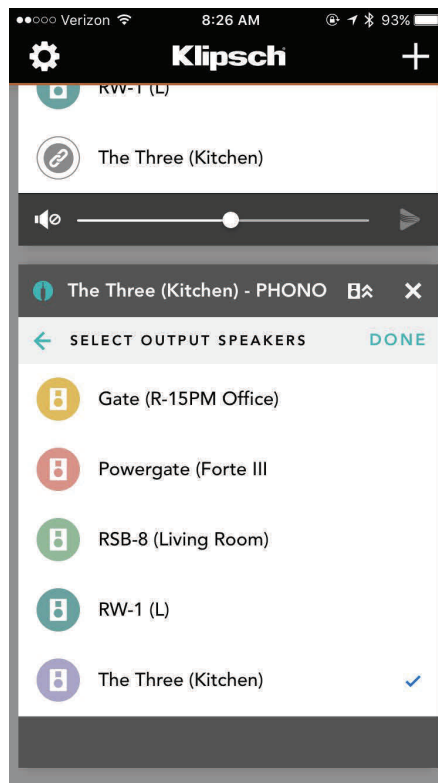 Verizon 8:26 AM 93%
Klipsch
RW-1 (L)
The Three (Kitchen)
The Three (Kitchen) - PHONO
SELECT OUTPUT SPEAKERS DONE
Gate (R-15PM Office)
Powergate (Forte III
RSB-8 (Living Room)
RW-1 (L)
The Three (Kitchen)